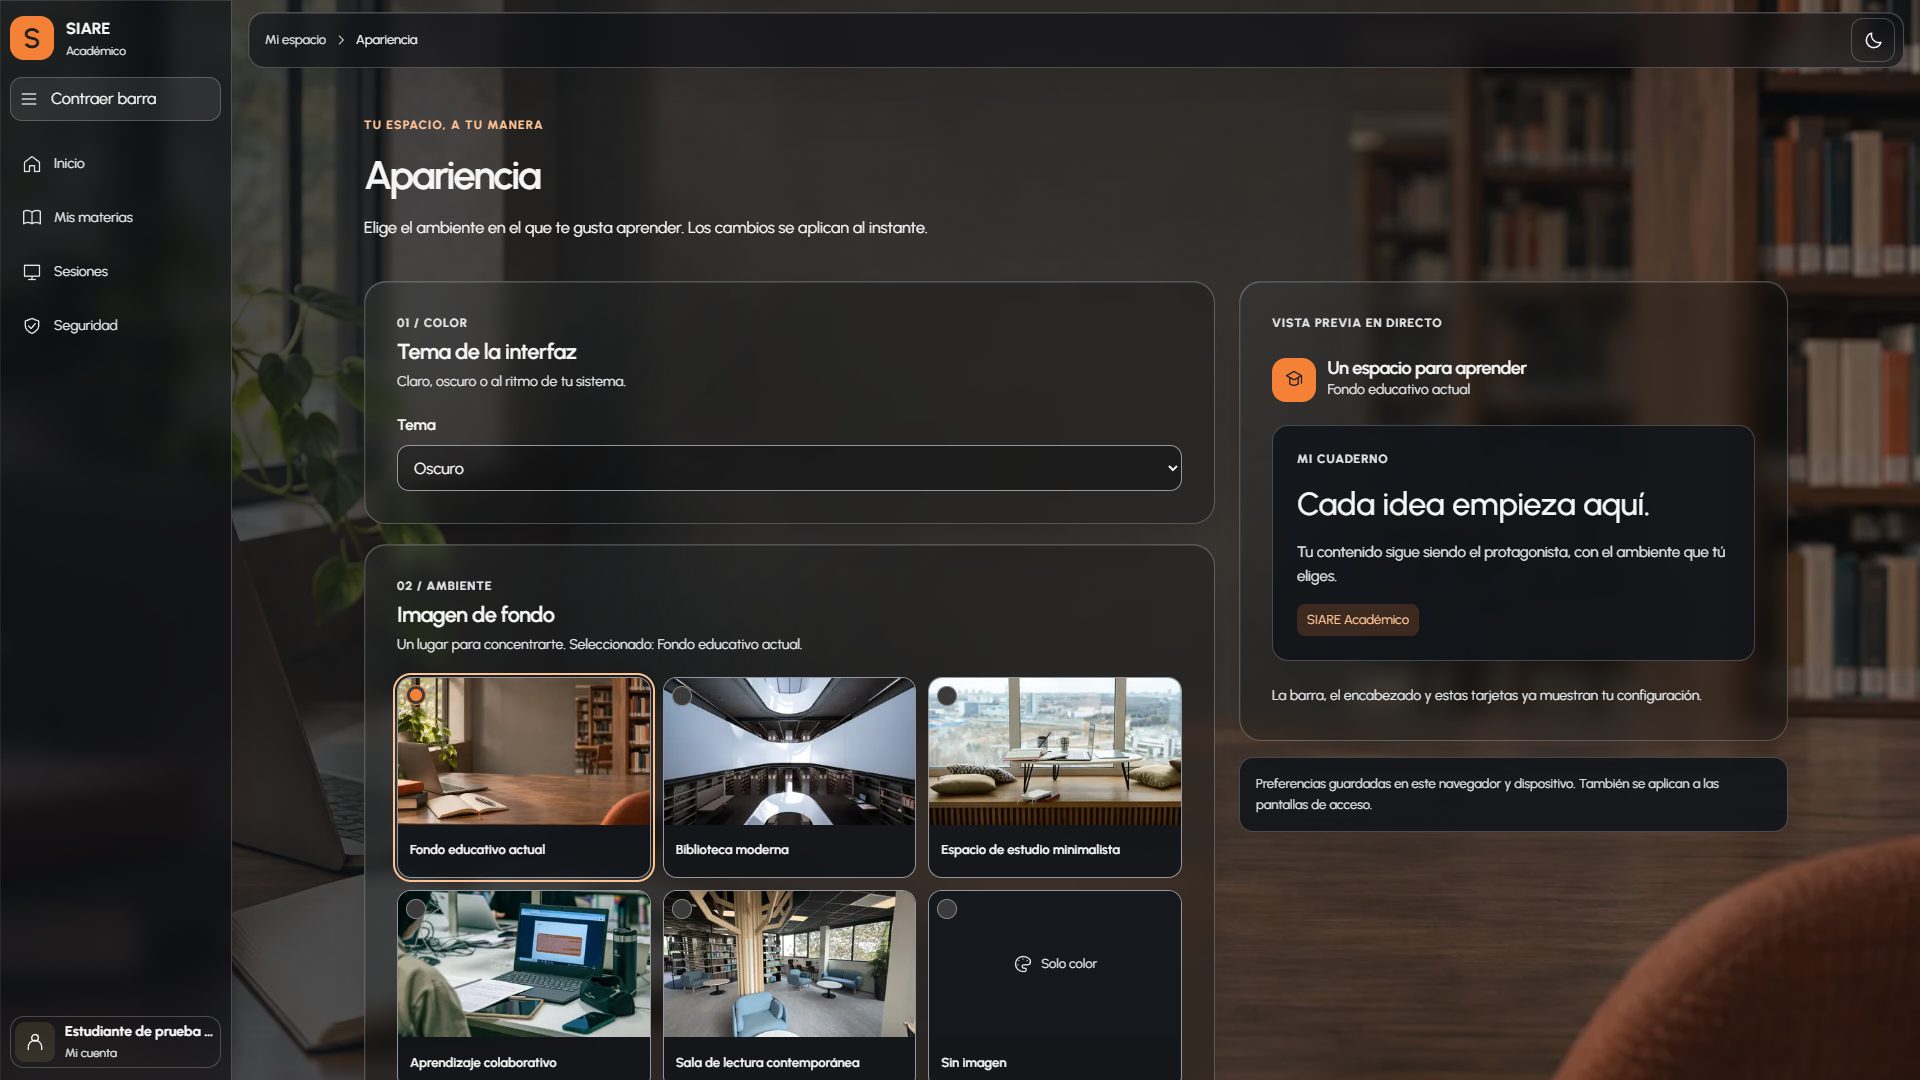 S
SIARE
Académico
Contraer barra
Inicio
Mis materias
Sesiones
Seguridad
Estudiante de prueba ...
Mi cuenta
Mi espacio > Apariencia
TU ESPACIO, A TU MANERA
Apariencia
Elige el ambiente en el que te gusta aprender. Los cambios se aplican al instante.
01 / COLOR
Tema de la interfaz
Claro, oscuro o al ritmo de tu sistema.
Tema
Oscuro
02 / AMBIENTE
Imagen de fondo
Un lugar para concentrarte. Seleccionado: Fondo educativo actual.
Fondo educativo actual
Biblioteca moderna
Espacio de estudio minimalista
Aprendizaje colaborativo
Sala de lectura contemporánea
Solo color
Sin imagen
VISTA PREVIA EN DIRECTO
Un espacio para aprender
Fondo educativo actual
MI CUADERNO
Cada idea empieza aquí.
Tu contenido sigue siendo el protagonista, con el ambiente que tú
eliges.
SIARE Académico
La barra, el encabezado y estas tarjetas ya muestran tu configuración.
Preferencias guardadas en este navegador y dispositivo. También se aplican a las
pantallas de acceso.